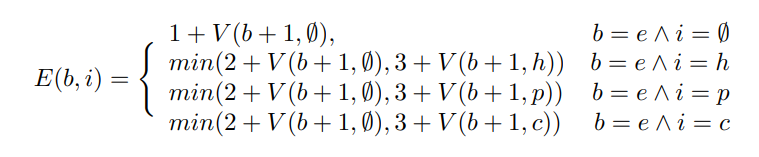 1 + V(b + 1, ∅), b = e ∧ i = ∅
min(2 + V(b + 1, ∅), 3 + V(b + 1, h)) b = e ∧ i = h
E(b, i) = {
min(2 + V(b + 1, ∅), 3 + V(b + 1, p)) b = e ∧ i = p
min(2 + V(b + 1, ∅), 3 + V(b + 1, c)) b = e ∧ i = c